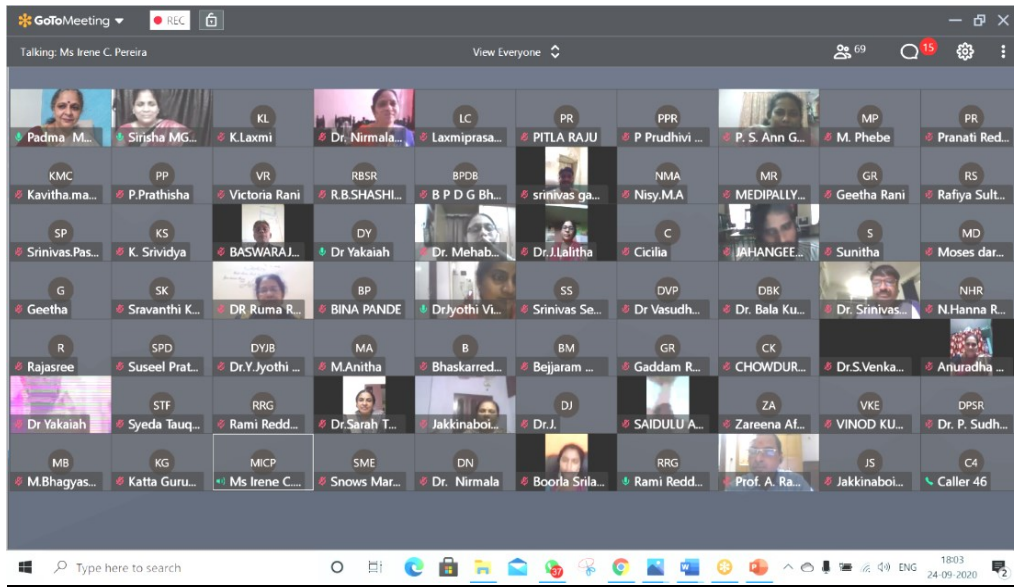 GoToMeeting
REC
Talking: Ms Irene C. Pereira
View Everyone
69
15
Padma M...
Sirisha MG...
KL
K.Laxmi
Dr. Nirmala...
LC
Laxmiprasa...
PR
PITLA RAJU
PPR
P Prudhivi ...
P. S. Ann G...
MP
M. Phebe
PR
Pranati Red...
KMC
Kavitha.ma...
PP
P.Prathisha
VR
Victoria Rani
RBSR
R.B.SHASHI...
BPDB
B P D G Bh...
srinivas ga...
NMA
Nisy.M.A
MR
MEDIPALLY...
GR
Geetha Rani
RS
Rafiya Sult...
SP
Srinivas.Pas...
KS
K. Srividya
BASWARAJ...
DY
Dr Yakaiah
Dr. Mehab...
Dr.J.Lalitha
C
Cicilia
JAHANGEE...
S
Sunitha
MD
Moses dar...
G
Geetha
SK
Sravanthi K...
DR Ruma R...
BP
BINA PANDE
DrJyothi Vi...
SS
Srinivas Se...
DVP
Dr Vasudh...
DBK
Dr. Bala Ku...
Dr. Srinivas...
NHR
N.Hanna R...
R
Rajasree
SPD
Suseel Prat...
DYJB
Dr.Y.Jyothi ...
MA
M.Anitha
B
Bhaskarred...
BM
Bejjaram ...
GR
Gaddam R...
CK
CHOWDUR...
Dr.S.Venka...
Anuradha ...
Dr Yakaiah
STF
Syeda Tauq...
RRG
Rami Redd...
Dr.Sarah T...
Jakkinaboi...
DJ
Dr.J.
SAIDULU A...
ZA
Zareena Af...
VKE
VINOD KU...
DPSR
Dr. P. Sudh...
MB
M.Bhagyas...
KG
Katta Guru...
MICP
Ms Irene C....
SME
Snows Mar...
DN
Dr. Nirmala
Boorla Srila...
RRG
Rami Redd...
Prof. A. Ra...
JS
Jakkinaboi...
C4
Caller 46
Type here to search
37
ENG
18:03
24-09-2020
2